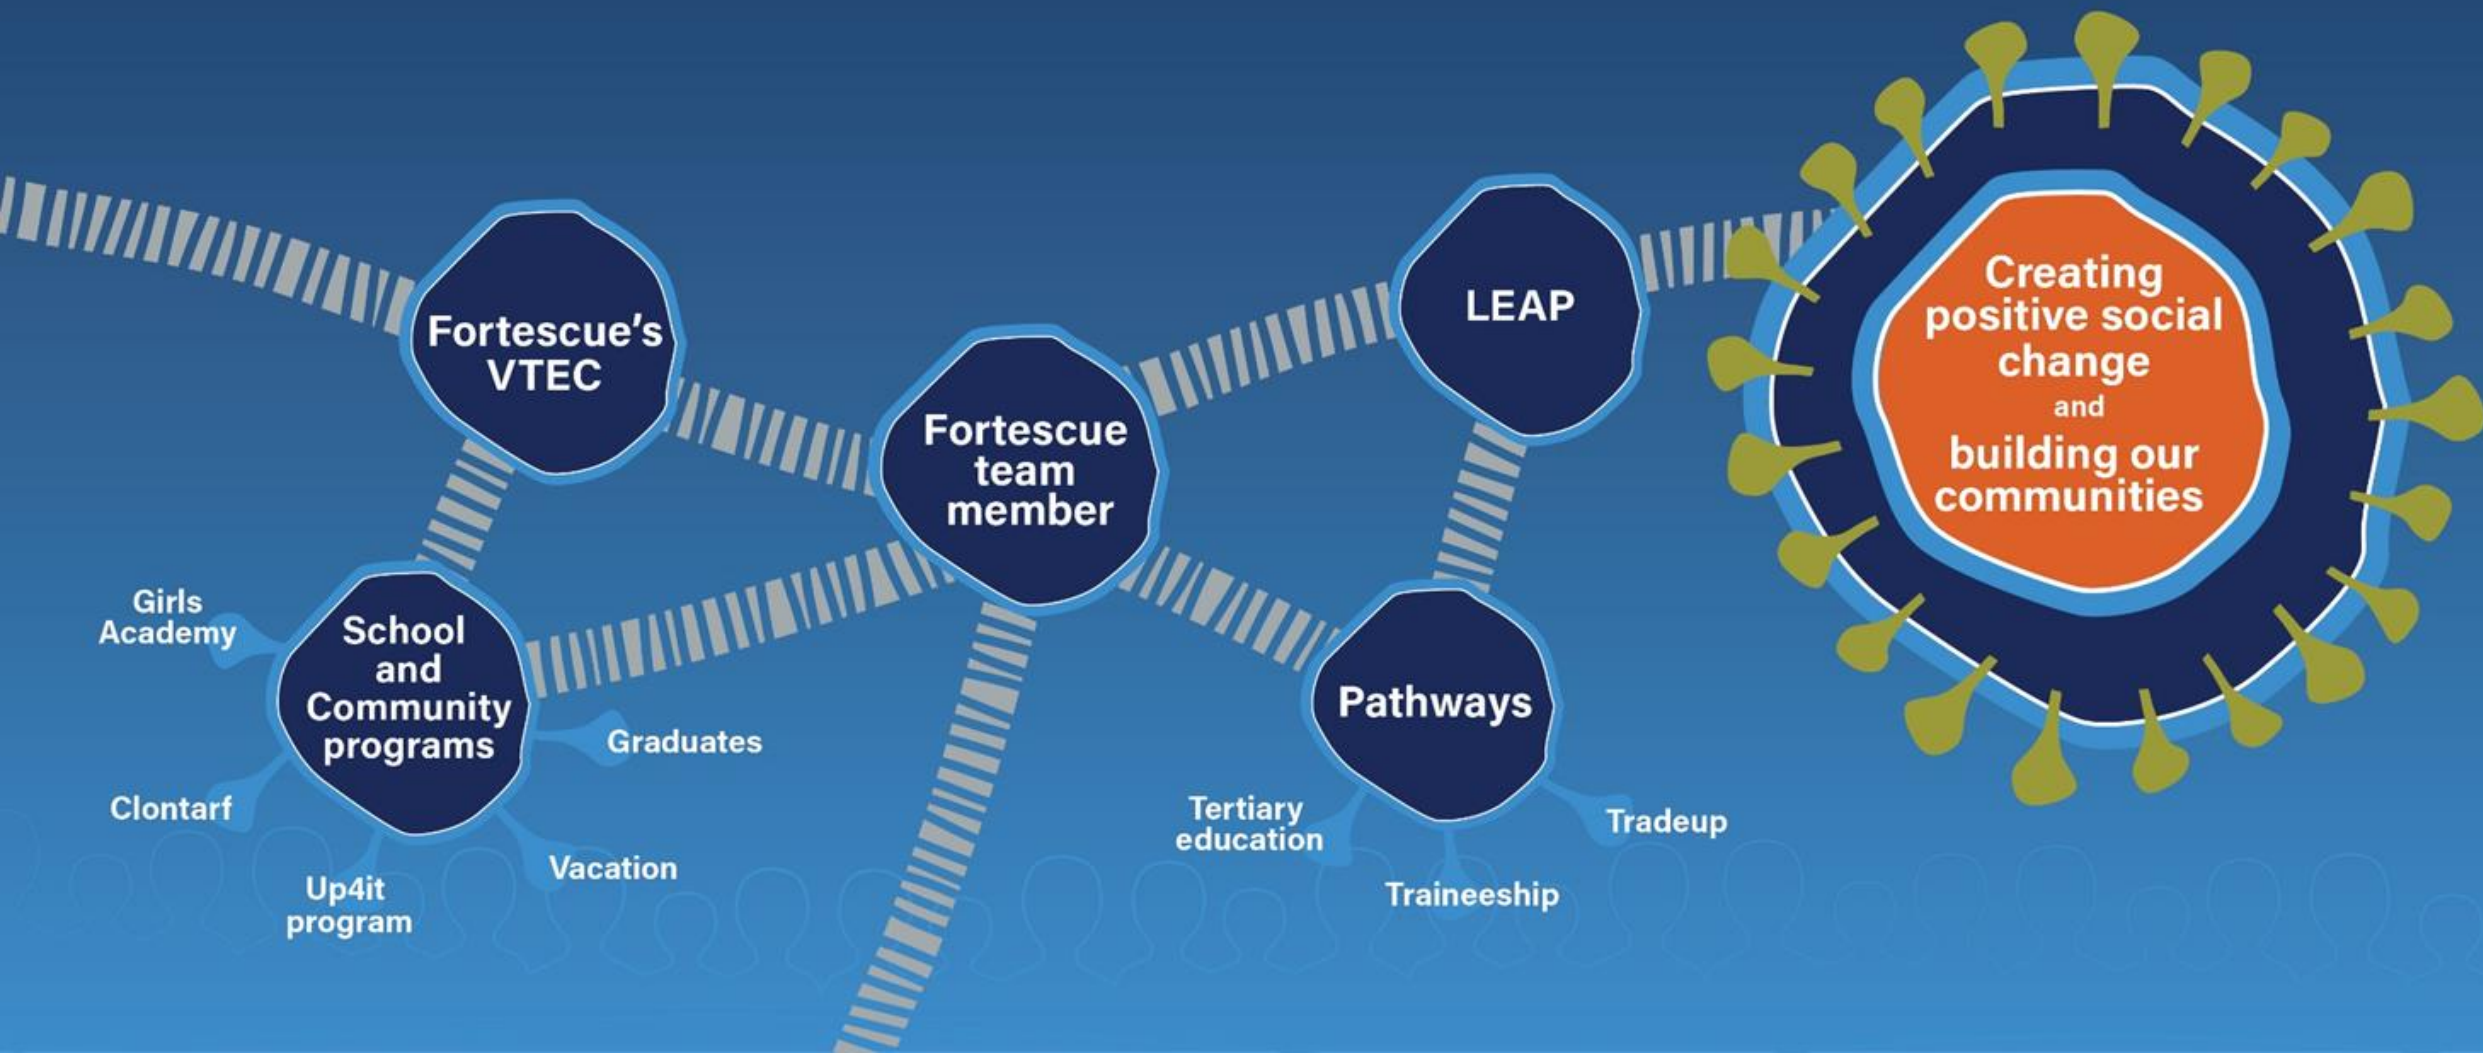 Fortescue's
VTEC
Fortescue
team
member
LEAP
Creating
positive social
change
and
building our
communities
Girls
Academy
School
and
Community
programs
Graduates
Clontarf
Up4it
program
Vacation
Pathways
Tertiary
education
Traineeship
Tradeup